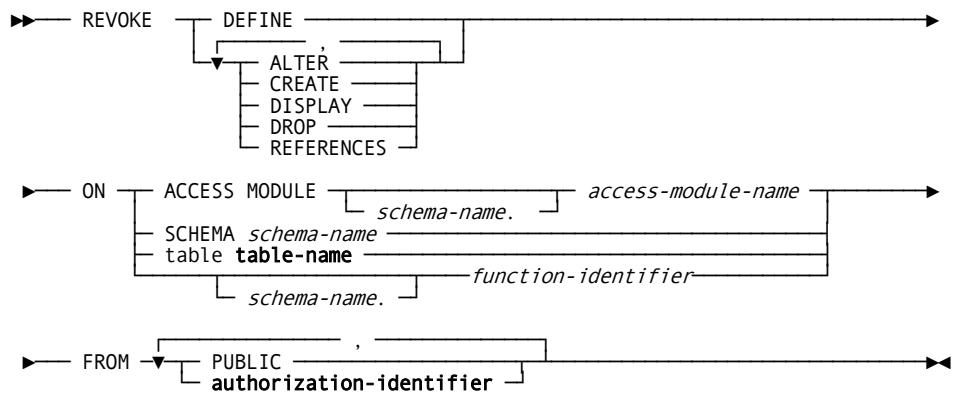 REVOKE DEFINE
,
ALTER
CREATE
DISPLAY
DROP
REFERENCES
ON ACCESS MODULE access-module-name
schema-name.
SCHEMA schema-name
table table-name
function-identifier
schema-name.
,
FROM PUBLIC
authorization-identifier